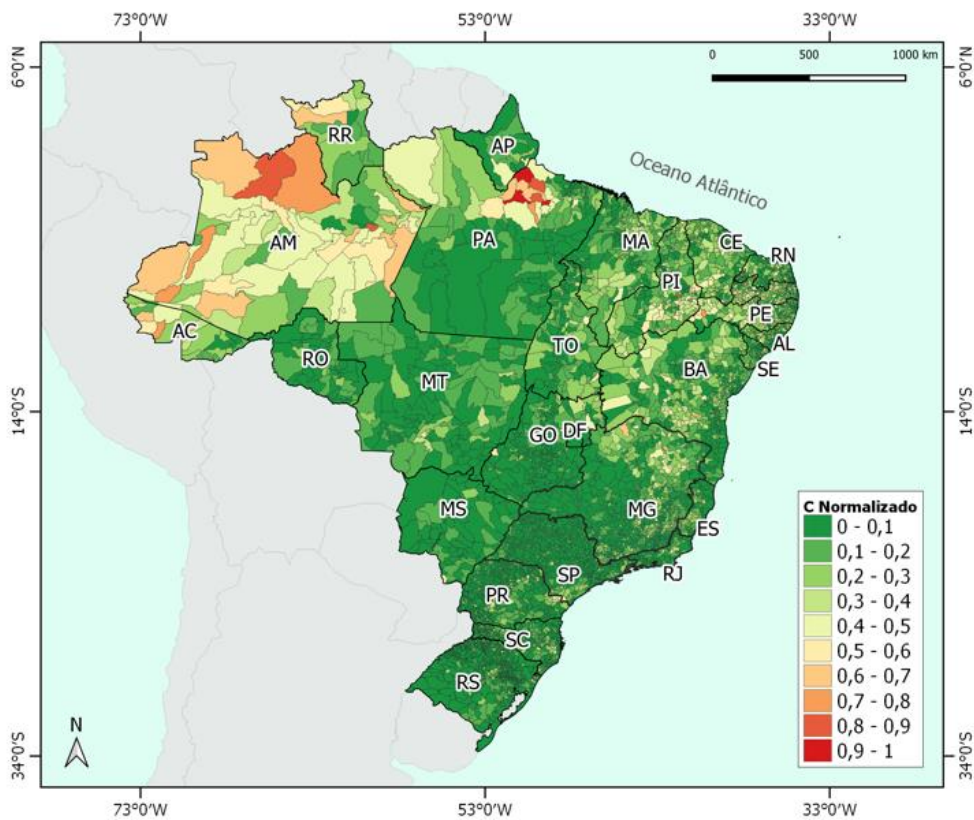 73°0'W 53°0'W 33°0'W
6°0'N 6°0'N
0 500 1000 km
Oceano Atlântico
RR
AP
AM
PA
MA
CE
RN
PI
PE
AC
AL
TO
RO
BA
SE
MT
14°0'S 14°0'S
GO
DF
MS
MG
ES
SP
RJ
PR
SC
RS
C Normalizado
0 - 0,1
0,1 - 0,2
0,2 - 0,3
0,3 - 0,4
0,4 - 0,5
0,5 - 0,6
0,6 - 0,7
0,7 - 0,8
0,8 - 0,9
0,9 - 1
N
34°0'S 34°0'S
73°0'W 53°0'W 33°0'W